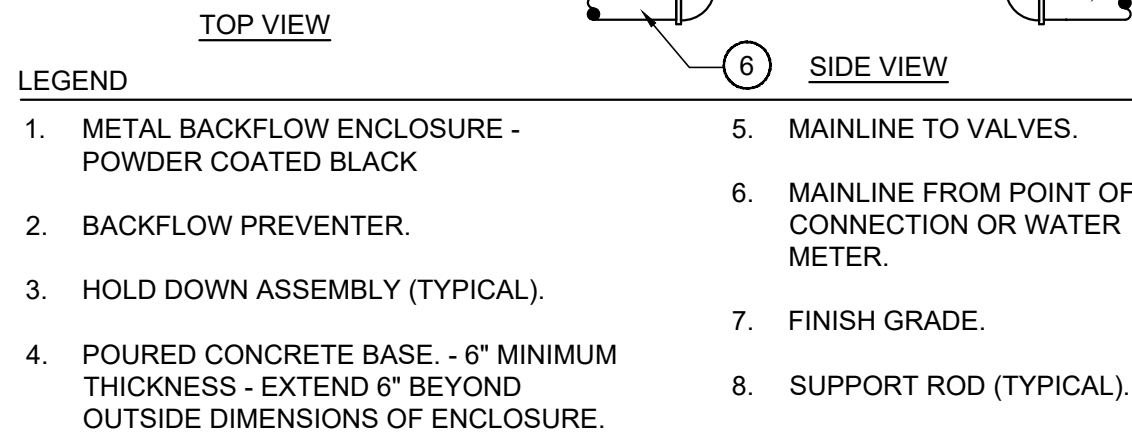 TOP VIEW
6
SIDE VIEW
LEGEND
1. METAL BACKFLOW ENCLOSURE -
POWDER COATED BLACK
2. BACKFLOW PREVENTER.
3. HOLD DOWN ASSEMBLY (TYPICAL).
4. POURED CONCRETE BASE. - 6" MINIMUM
THICKNESS - EXTEND 6" BEYOND
OUTSIDE DIMENSIONS OF ENCLOSURE.
5. MAINLINE TO VALVES.
6. MAINLINE FROM POINT OF
CONNECTION OR WATER
METER.
7. FINISH GRADE.
8. SUPPORT ROD (TYPICAL).